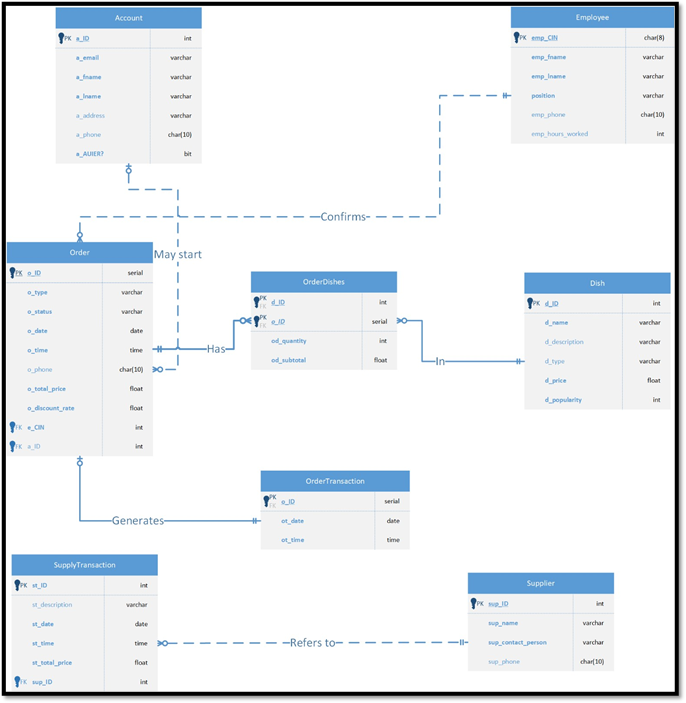 Account
PK a_ID int
a_email varchar
a_fname varchar
a_lname varchar
a_address varchar
a_phone char(10)
a_AUIER? bit
Employee
PK emp_CIN char(8)
emp_fname varchar
emp_lname varchar
position varchar
emp_phone char(10)
emp_hours_worked int
Confirms
May start
Order
PK o_ID serial
o_type varchar
o_status varchar
o_date date
o_time time
o_phone char(10)
o_total_price float
o_discount_rate float
FK e_CIN int
FK a_ID int
Has
OrderDishes
PK FK d_ID int
PK FK o_ID serial
od_quantity int
od_subtotal float
In
Dish
PK d_ID int
d_name varchar
d_description varchar
d_type varchar
d_price float
d_popularity int
Generates
OrderTransaction
PK FK o_ID serial
ot_date date
ot_time time
SupplyTransaction
PK st_ID int
st_description varchar
st_date date
st_time time
st_total_price float
FK sup_ID int
Refers to
Supplier
PK sup_ID int
sup_name varchar
sup_contact_person varchar
sup_phone char(10)